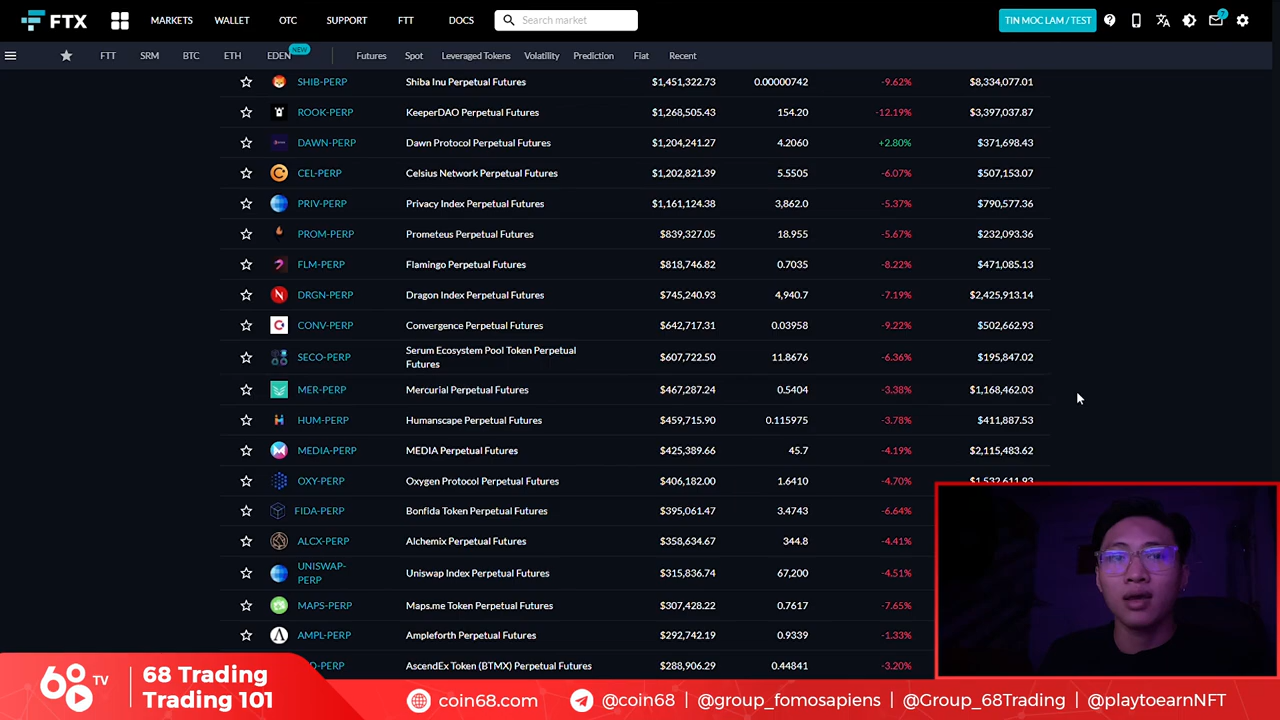 FTX MARKETS WALLET OTC SUPPORT FTT DOCS Search market TIN MOC LAM / TEST 7
FTT SRM BTC ETH EDEN NEW Futures Spot Leveraged Tokens Volatility Prediction Fiat Recent
SHIB-PERP Shiba Inu Perpetual Futures $1,451,322.73 0.00000742 -9.62% $8,334,077.01
ROOK-PERP KeeperDAO Perpetual Futures $1,268,505.43 154.20 -12.19% $3,397,037.87
DAWN-PERP Dawn Protocol Perpetual Futures $1,204,241.27 4.2060 +2.80% $371,698.43
CEL-PERP Celsius Network Perpetual Futures $1,202,821.39 5.5505 -6.07% $507,153.07
PRIV-PERP Privacy Index Perpetual Futures $1,161,124.38 3,862.0 -5.37% $790,577.36
PROM-PERP Prometeus Perpetual Futures $839,327.05 18.955 -5.67% $232,093.36
FLM-PERP Flamingo Perpetual Futures $818,746.82 0.7035 -8.22% $471,085.13
DRGN-PERP Dragon Index Perpetual Futures $745,240.93 4,940.7 -7.19% $2,425,913.14
CONV-PERP Convergence Perpetual Futures $642,717.31 0.03958 -9.22% $502,662.93
SECO-PERP Serum Ecosystem Pool Token Perpetual
Futures $607,722.50 11.8676 -6.36% $195,847.02
MER-PERP Mercurial Perpetual Futures $467,287.24 0.5404 -3.38% $1,168,462.03
HUM-PERP Humanscape Perpetual Futures $459,715.90 0.115975 -3.78% $411,887.53
MEDIA-PERP MEDIA Perpetual Futures $425,389.66 45.7 -4.19% $2,115,483.62
OXY-PERP Oxygen Protocol Perpetual Futures $406,182.00 1.6410 -4.70% $1,532,611.93
FIDA-PERP Bonfida Token Perpetual Futures $395,061.47 3.4743 -6.64%
ALCX-PERP Alchemix Perpetual Futures $358,634.67 344.8 -4.41%
UNISWAP-
PERP Uniswap Index Perpetual Futures $315,836.74 67,200 -4.51%
MAPS-PERP Maps.me Token Perpetual Futures $307,428.22 0.7617 -7.65%
AMPL-PERP Ampleforth Perpetual Futures $292,742.19 0.9339 -1.33%
-PERP AscendEx Token (BTMX) Perpetual Futures $288,906.29 0.44841 -3.20%
68 TV 68 Trading
Trading 101
coin68.com @coin68 | @group_fomosapiens | @Group_68Trading | @playtoearnNFT